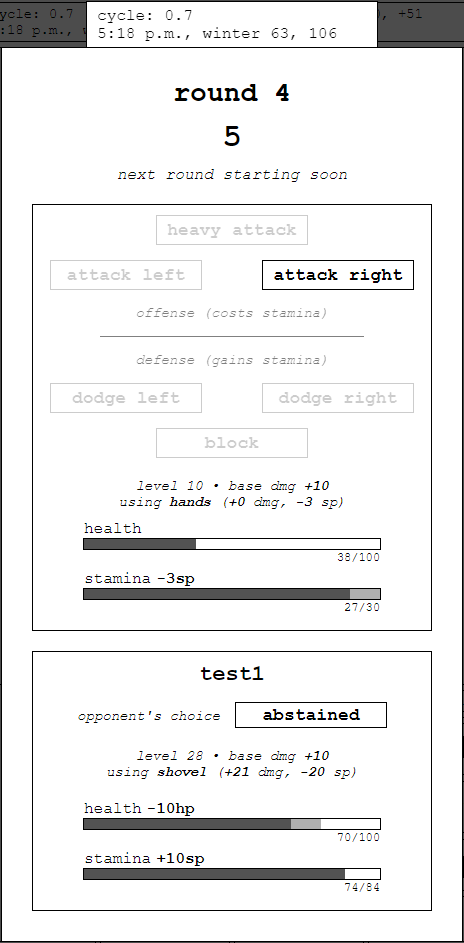 cycle: 0.7
5:18 p.m., winter 63, 106
ycle: 0.7
), +51
:18 p.m., w
round 4
5
next round starting soon
heavy attack
attack left
attack right
offense (costs stamina)
defense (gains stamina)
dodge left
dodge right
block
level 10 • base dmg +10
using hands (+0 dmg, -3 sp)
health
38/100
stamina -3sp
27/30
test1
opponent's choice
abstained
level 28 • base dmg +10
using shovel (+21 dmg, -20 sp)
health -10hp
70/100
stamina +10sp
74/84